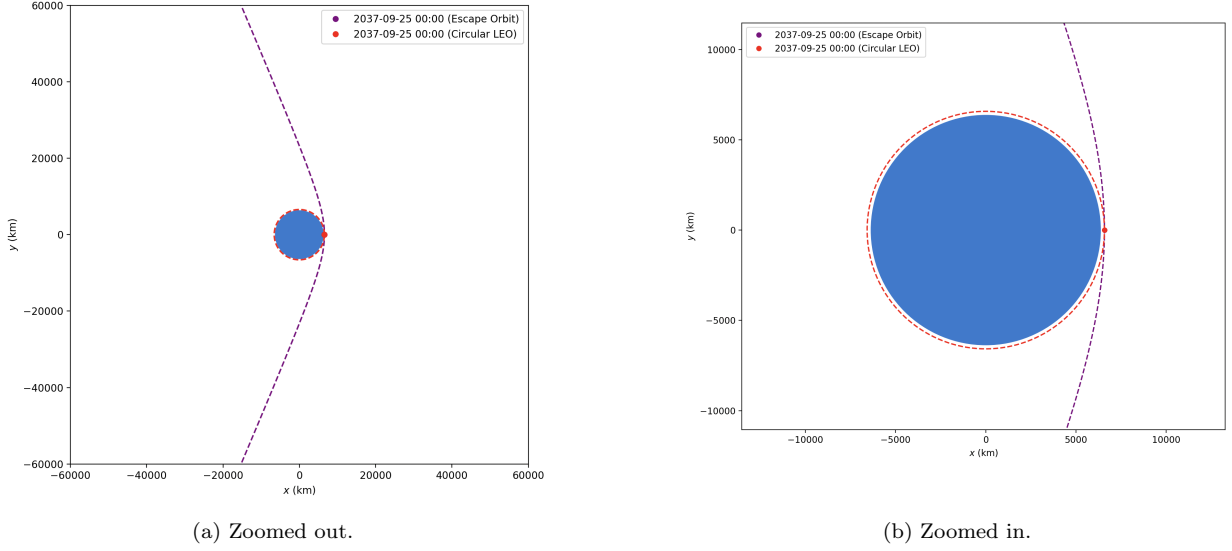 60000
40000
20000
0
−20000
−40000
−60000
y (km)
−60000
−40000
−20000
0
20000
40000
60000
x (km)
2037-09-25 00:00 (Escape Orbit)
2037-09-25 00:00 (Circular LEO)
(a) Zoomed out.
10000
5000
0
−5000
−10000
y (km)
−10000
−5000
0
5000
10000
x (km)
2037-09-25 00:00 (Escape Orbit)
2037-09-25 00:00 (Circular LEO)
(b) Zoomed in.